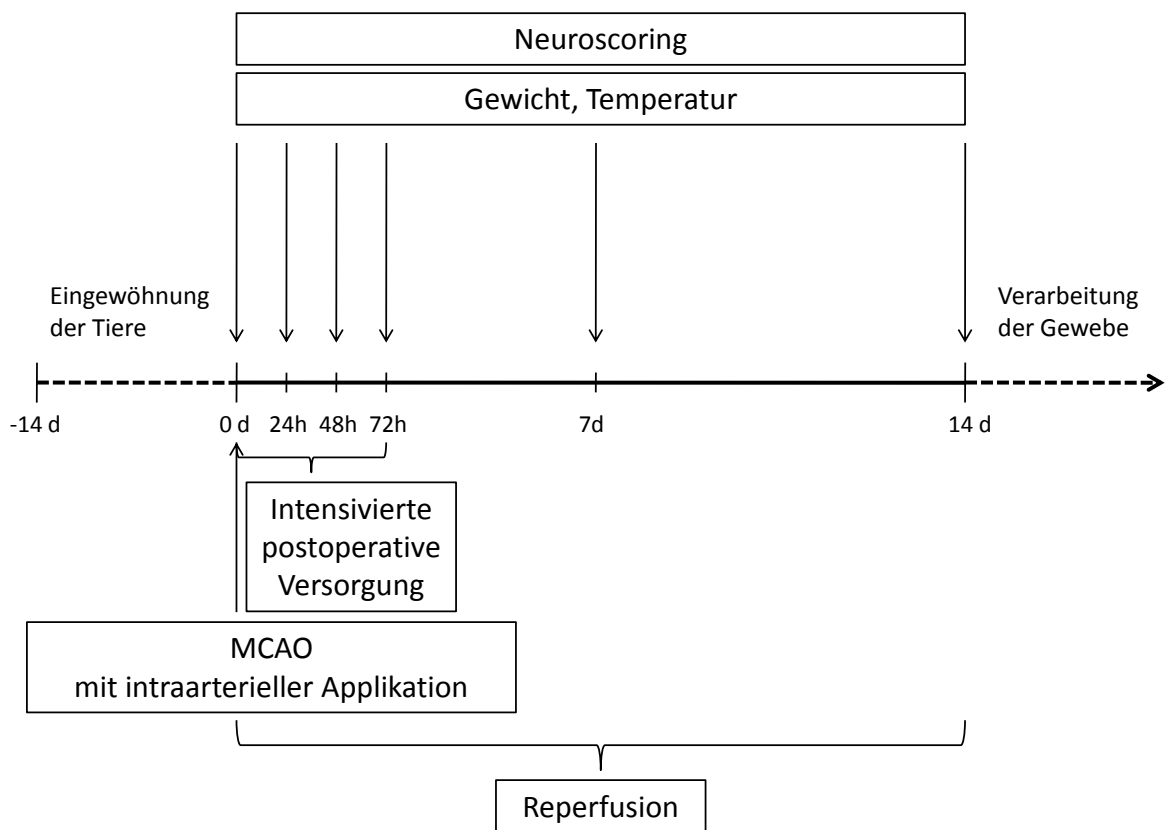 Neuroscoring
Gewicht, Temperatur
Eingewöhnung
der Tiere
Verarbeitung
der Gewebe
-14 d
0 d
24h
48h
72h
7d
14 d
Intensivierte
postoperative
Versorgung
MCAO
mit intraarterieller Applikation
Reperfusion